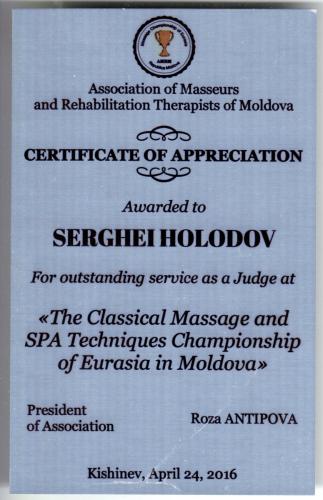 Association of Masseurs
and Rehabilitation Therapists of Moldova
CERTIFICATE OF APPRECIATION
Awarded to
SERGHEI HOLODOV
For outstanding service as a Judge at
«The Classical Massage and
SPA Techniques Championship
of Eurasia in Moldova»
President
of Association
Roza ANTIPOVA
Kishinev, April 24, 2016